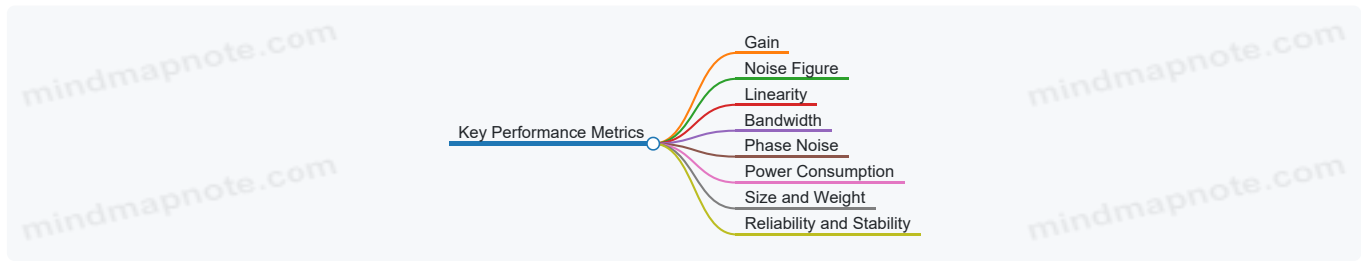 mindmapnote.com
mindmapnote.com
Gain
Noise Figure
Linearity
Bandwidth
Key Performance Metrics
Phase Noise
Power Consumption
Size and Weight
Reliability and Stability
mindmapnote.com
mindmapnote.com